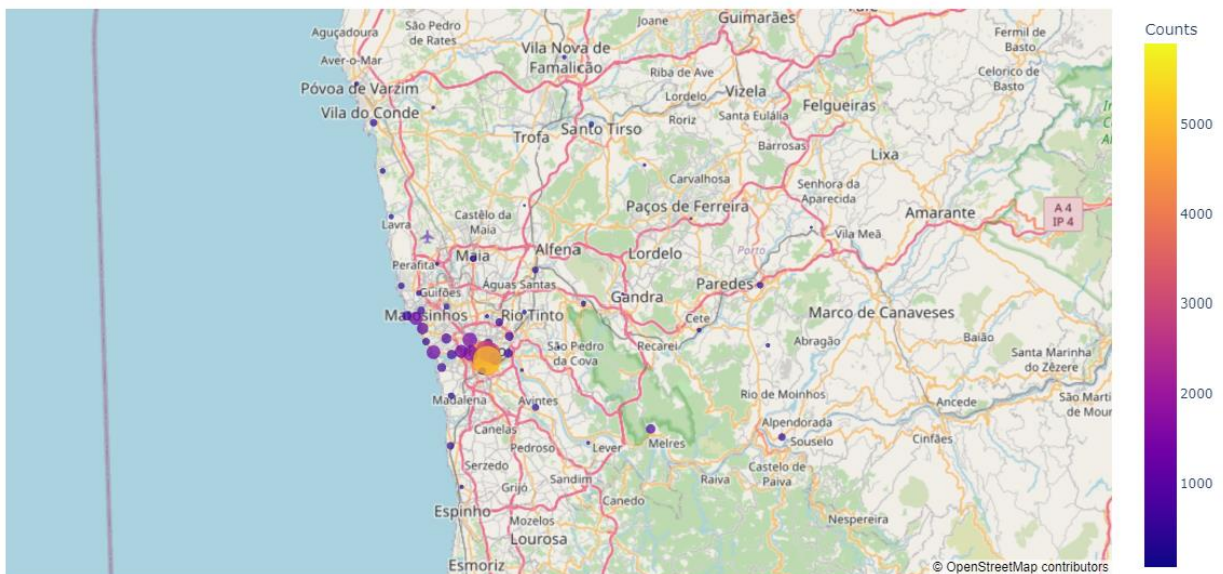 Counts
5000
4000
3000
2000
1000
Guimarães
Joane
São Pedro
de Rates
Aguçadoura
Fermil de
Basto
Vila Nova de
Famalicão
Aver-o-Mar
Riba de Ave
Celorico de
Basto
Póvoa de Varzim
Vizela
Lordelo
Felgueiras
Vila do Conde
Roriz
Santa Eulália
Trofa
Santo Tirso
Barrosas
Lixa
Carvalhosa
Senhora da
Aparecida
Paços de Ferreira
Amarante
A 4
IP 4
Castêlo da
Maia
Lavra
Vila Meã
Alfena
Lordelo
Porto
Maia
Perafita
Águas Santas
Paredes
Guifões
Gandra
Rio Tinto
Marco de Canaveses
Cete
Baião
Abragão
Recarei
São Pedro
da Cova
Santa Marinha
do Zêzere
Rio de Moinhos
Madalena
Avintes
Ancede
São Marti
de Mour
Canelas
Alpendorada
Souselo
Cinfães
Pedroso
Lever
Melres
Serzedo
Castelo de
Paiva
Sandim
Raiva
Grijó
Canedo
Espinho
Mozelos
Nespereira
Lourosa
Esmoriz
© OpenStreetMap contributors